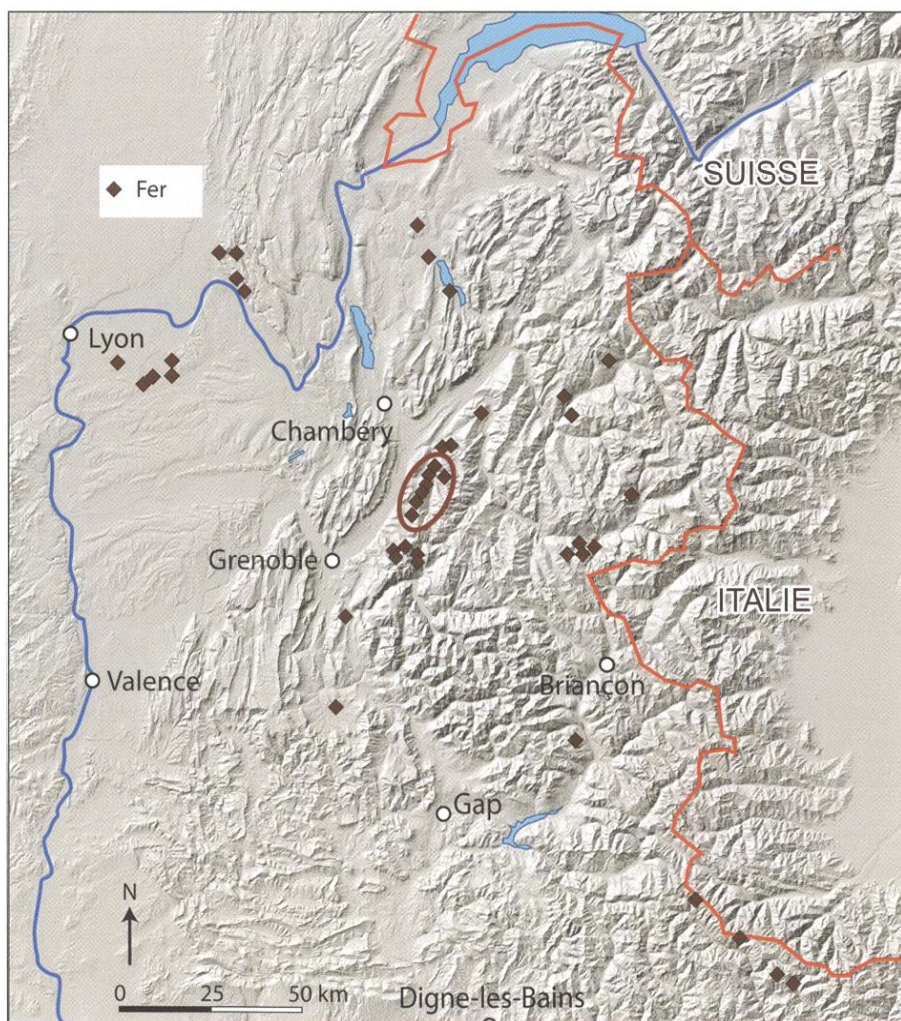 SUISSE
Fer
Lyon
Chambéry
Grenoble
ITALIE
Valence
Briançon
Gap
N
0 25 50 km
Digne-les-Bains